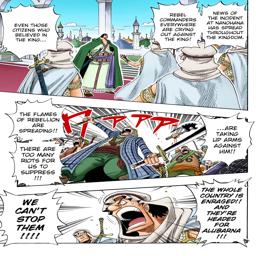 NEWS OF
THE INCIDENT
AT NANOHANA
HAS SPREAD
THROUGHOUT
THE KINGDOM.
REBEL
COMMANDERS
EVERYWHERE
ARE CRYING
OUT AGAINST
THE KING!
EVEN THOSE
CITIZENS WHO
BELIEVED IN
THE KING...
...ARE
TAKING
UP ARMS
AGAINST
HIM!!
THE FLAMES
OF REBELLION
ARE
SPREADING!!
THERE ARE
TOO MANY
RIOTS FOR
US TO
SUPPRESS
!!!
THE WHOLE
COUNTRY IS
ENRAGED!!
AND
THEY'RE
HEADED
FOR
ALUBARNA
!!!
WE
CAN'T
STOP
THEM
!!!!